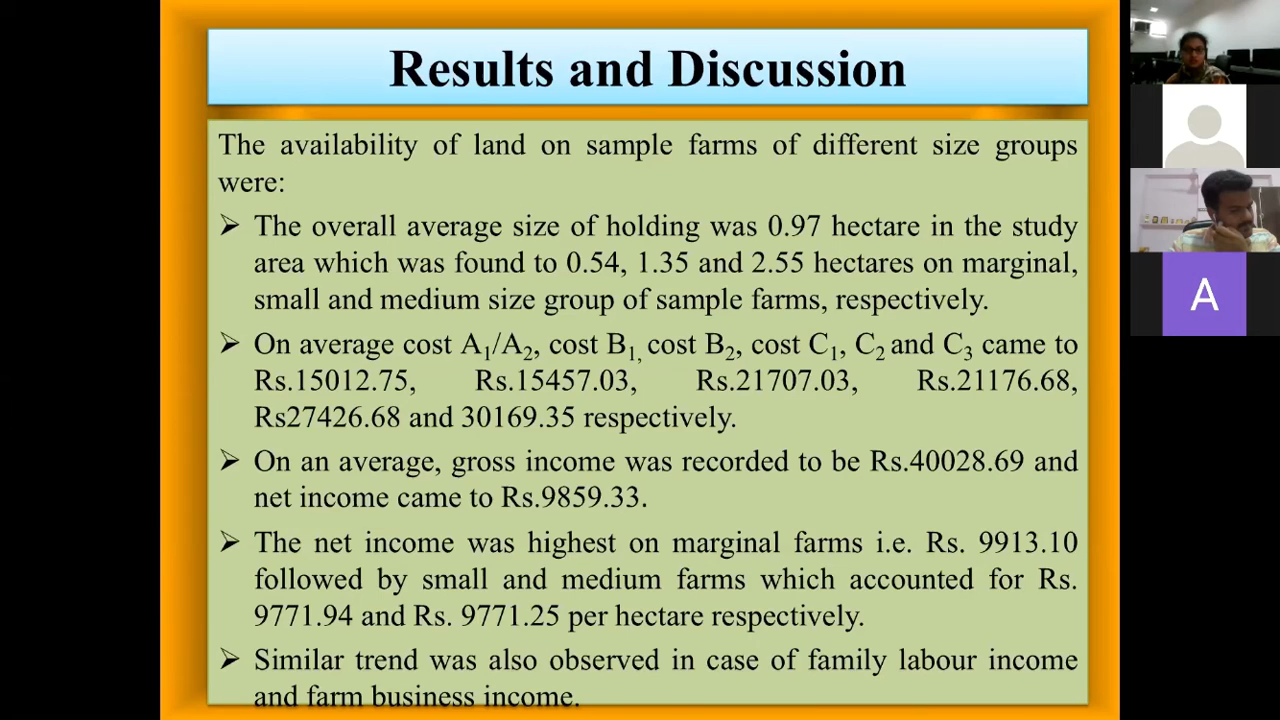 Results and Discussion
The availability of land on sample farms of different size groups
were:
➢ The overall average size of holding was 0.97 hectare in the study
area which was found to 0.54, 1.35 and 2.55 hectares on marginal,
small and medium size group of sample farms, respectively.
➢ On average cost A₁/A₂, cost B₁, cost B₂, cost C₁, C₂ and C₃ came to
Rs.15012.75, Rs.15457.03, Rs.21707.03, Rs.21176.68,
Rs27426.68 and 30169.35 respectively.
➢ On an average, gross income was recorded to be Rs.40028.69 and
net income came to Rs.9859.33.
➢ The net income was highest on marginal farms i.e. Rs. 9913.10
followed by small and medium farms which accounted for Rs.
9771.94 and Rs. 9771.25 per hectare respectively.
➢ Similar trend was also observed in case of family labour income
and farm business income.
A